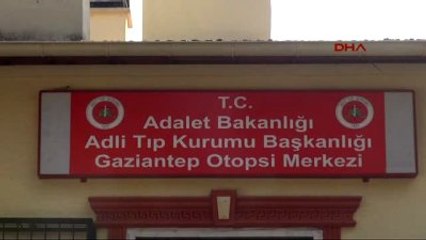 DHA
T.C.
Adalet Bakanlığı
Adli Tıp Kurumu Başkanlığı
Gaziantep Otopsi Merkezi